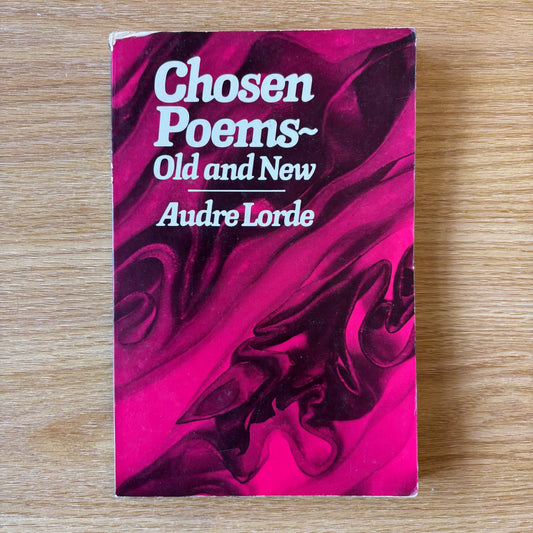 Chosen
Poems~
Old and New
Audre Lorde